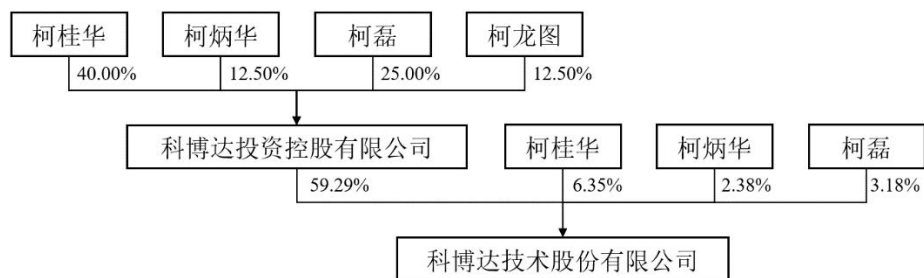 柯桂华 柯炳华 柯磊 柯龙图
40.00% 12.50% 25.00% 12.50%
科博达投资控股有限公司 柯桂华 柯炳华 柯磊
59.29% 6.35% 2.38% 3.18%
科博达技术股份有限公司